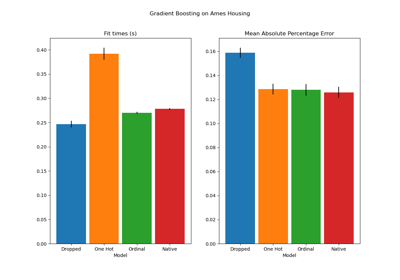 Gradient Boosting on Ames Housing
Fit times (s)
0.40
0.35
0.30
0.25
0.20
0.15
0.10
0.05
0.00
Dropped One Hot Ordinal Native
Model
Mean Absolute Percentage Error
0.16
0.14
0.12
0.10
0.08
0.06
0.04
0.02
0.00
Dropped One Hot Ordinal Native
Model